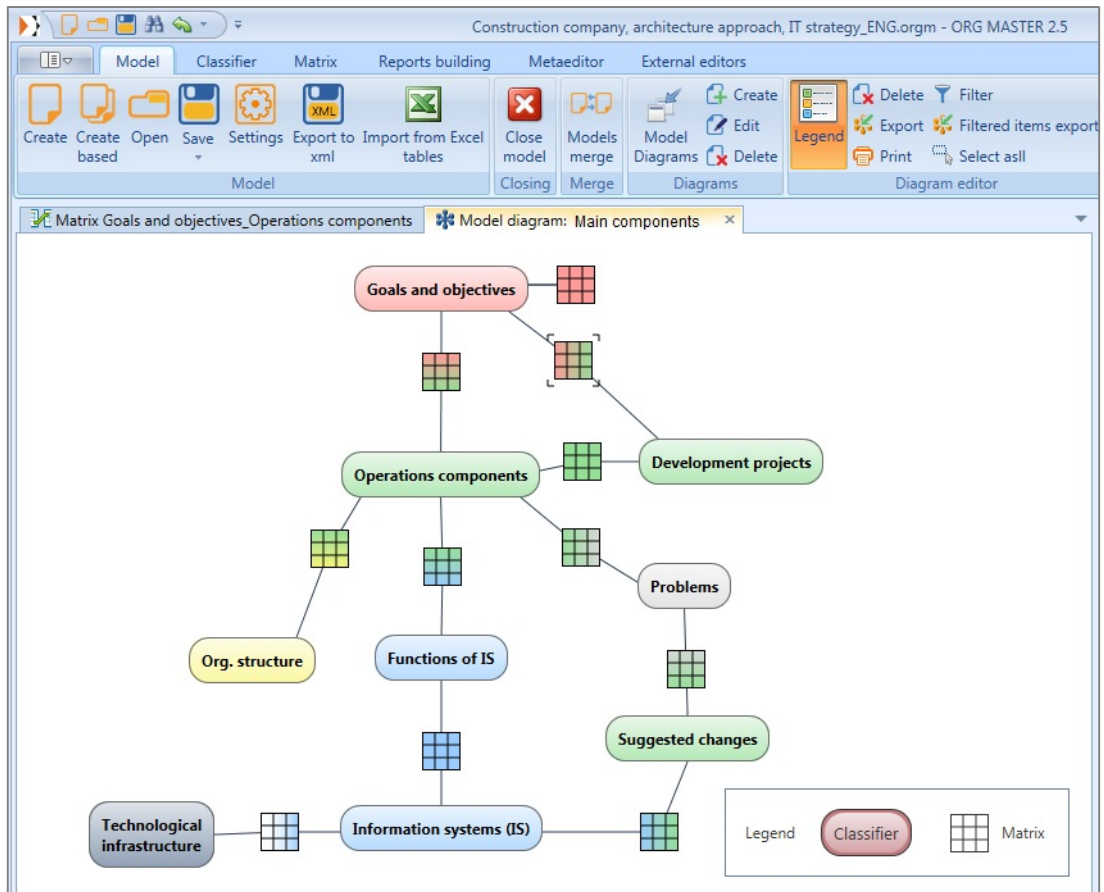 Construction company, architecture approach, IT strategy_ENG.orgm - ORG MASTER 2.5
Model Classifier Matrix Reports building Metaeditor External editors
Create
Create based
Open
Save
Settings
XML
Export to xml
Import from Excel tables
Close model
Models merge
Model Diagrams
Create
Edit
Delete
Legend
Delete
Export
Print
Filter
Filtered items export
Select asll
Model
Closing
Merge
Diagrams
Diagram editor
Matrix Goals and objectives_Operations components
Model diagram: Main components
Goals and objectives
Operations components
Development projects
Problems
Org. structure
Functions of IS
Suggested changes
Technological
infrastructure
Information systems (IS)
Legend
Classifier
Matrix